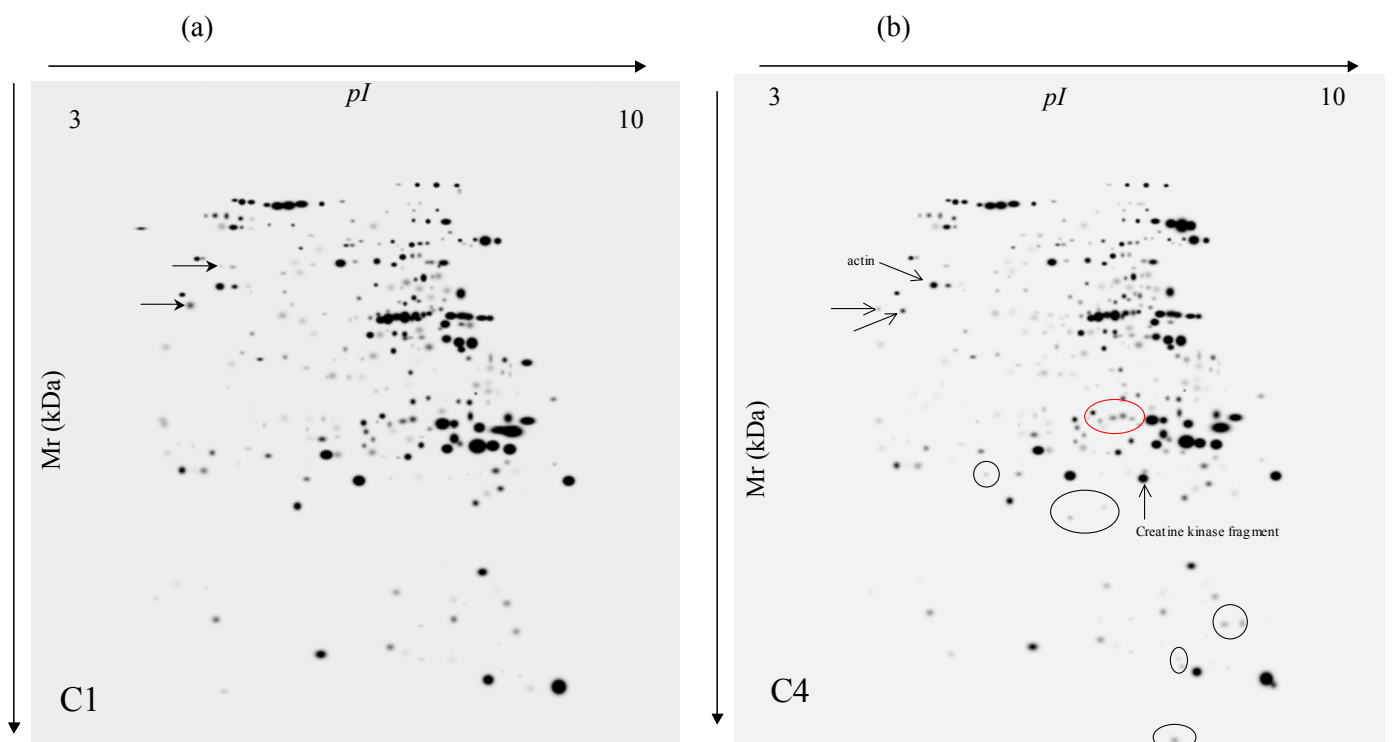 (a)
pI
3
10
Mr (kDa)
C1
(b)
3
pI
10
actin
Mr (kDa)
Creatine kinase fragment
C4